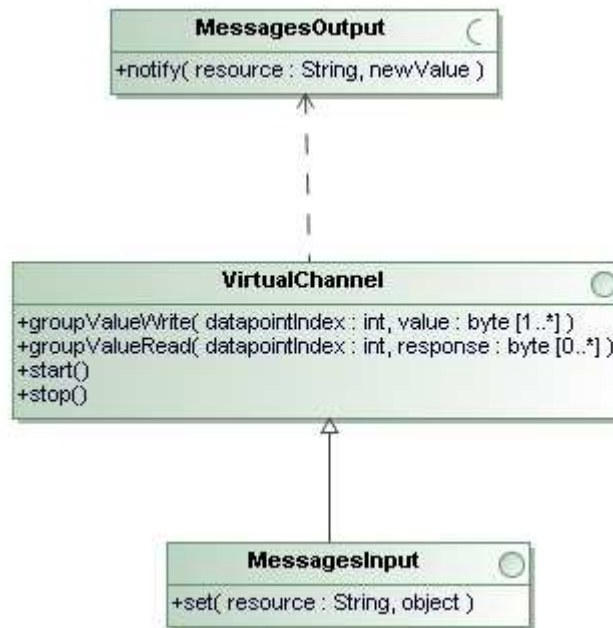 MessagesOutput
+notify( resource : String, newValue )
VirtualChannel
+groupValueWrite( datapointIndex : int, value : byte [1..*] )
+groupValueRead( datapointIndex : int, response : byte [0..*] )
+start()
+stop()
MessagesInput
+set( resource : String, object )